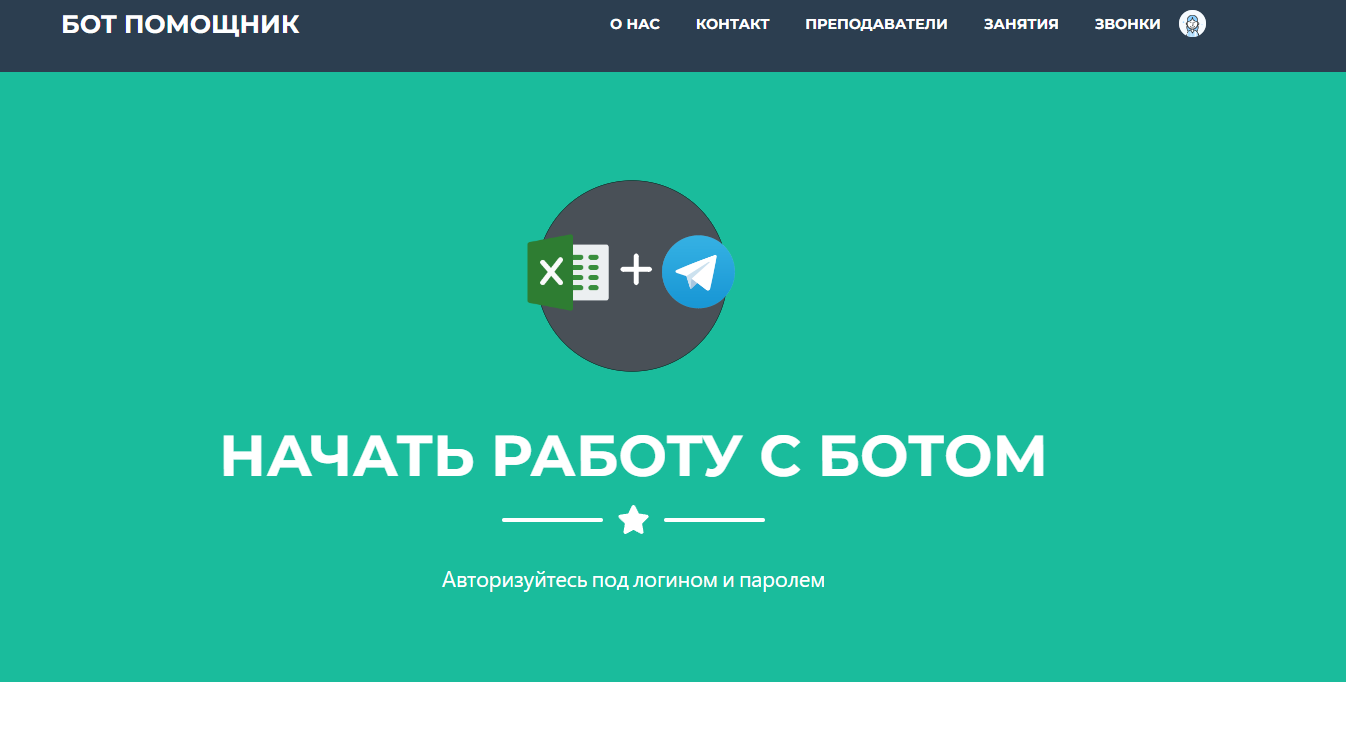 БОТ ПОМОЩНИК
О НАС КОНТАКТ ПРЕПОДАВАТЕЛИ ЗАНЯТИЯ ЗВОНКИ
X +
НАЧАТЬ РАБОТУ С БОТОМ
Авторизуйтесь под логином и паролем